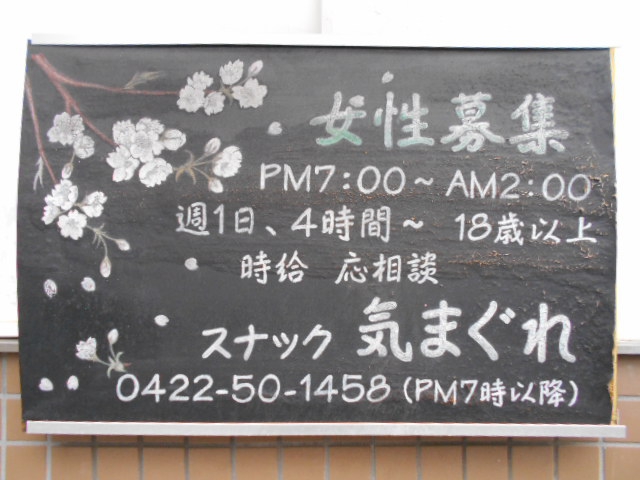 女性募集
PM7:00~AM2:00
週1日、4時間~ 18歳以上
時給 応相談
スナック 気まぐれ
0422-50-1458(PM7時以降)